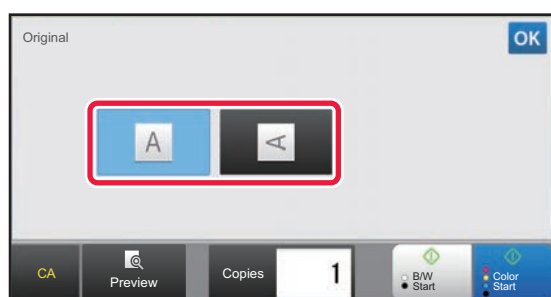 Original
OK
A
A
CA
Preview
Copies
1
B/W
Start
Color
Start